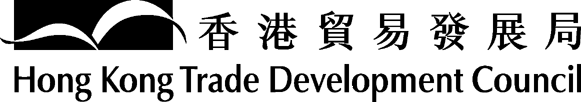 香港貿易發展局
Hong Kong Trade Development Council